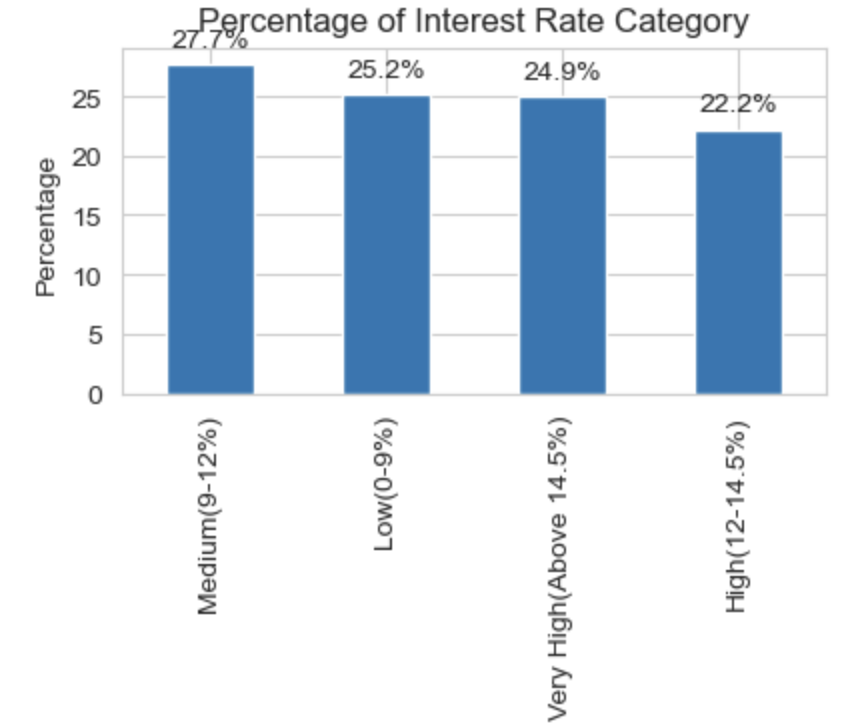 Percentage of Interest Rate Category
27.7%
25.2%
24.9%
22.2%
Percentage
25
20
15
10
5
0
Medium(9-12%)
Low(0-9%)
Very High(Above 14.5%)
High(12-14.5%)